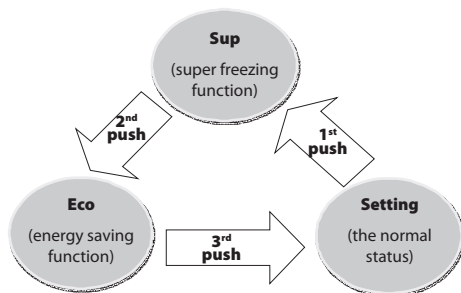 Sup
(super freezing
function)
2nd
push
1st
push
Eco
(energy saving
function)
3rd
push
Setting
(the normal
status)